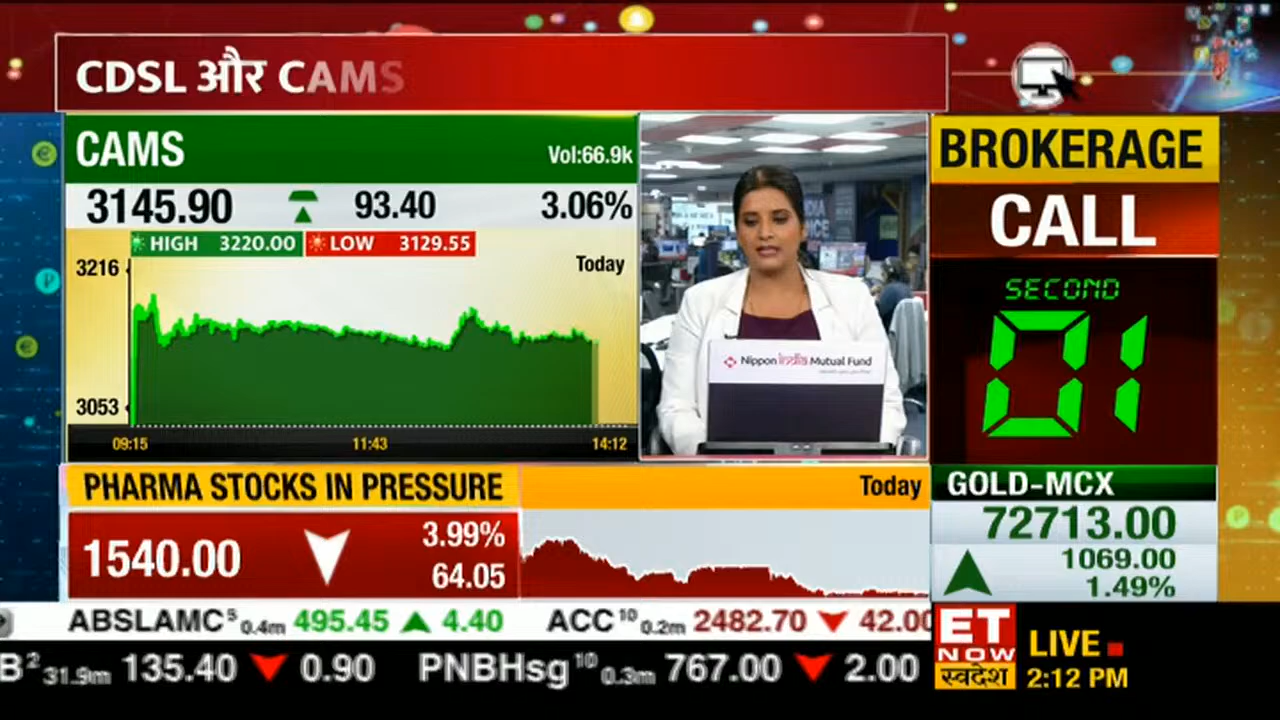 CDSL और CAMS
CAMS
Vol:66.9k
3145.90 93.40 3.06%
HIGH 3220.00 LOW 3129.55
Today
3216
3053
09:15 11:43 14:12
Nippon india Mutual Fund
BROKERAGE
CALL
SECOND
01
PHARMA STOCKS IN PRESSURE
Today
1540.00
3.99%
64.05
GOLD-MCX
72713.00
1069.00
1.49%
ABSLAMC 5 0.4m 495.45 4.40 ACC 10 0.2m 2482.70 42.00
B 2 31.9m 135.40 0.90 PNBHsg 10 0.3m 767.00 2.00
ET
NOW
स्वदेश
LIVE
2:12 PM